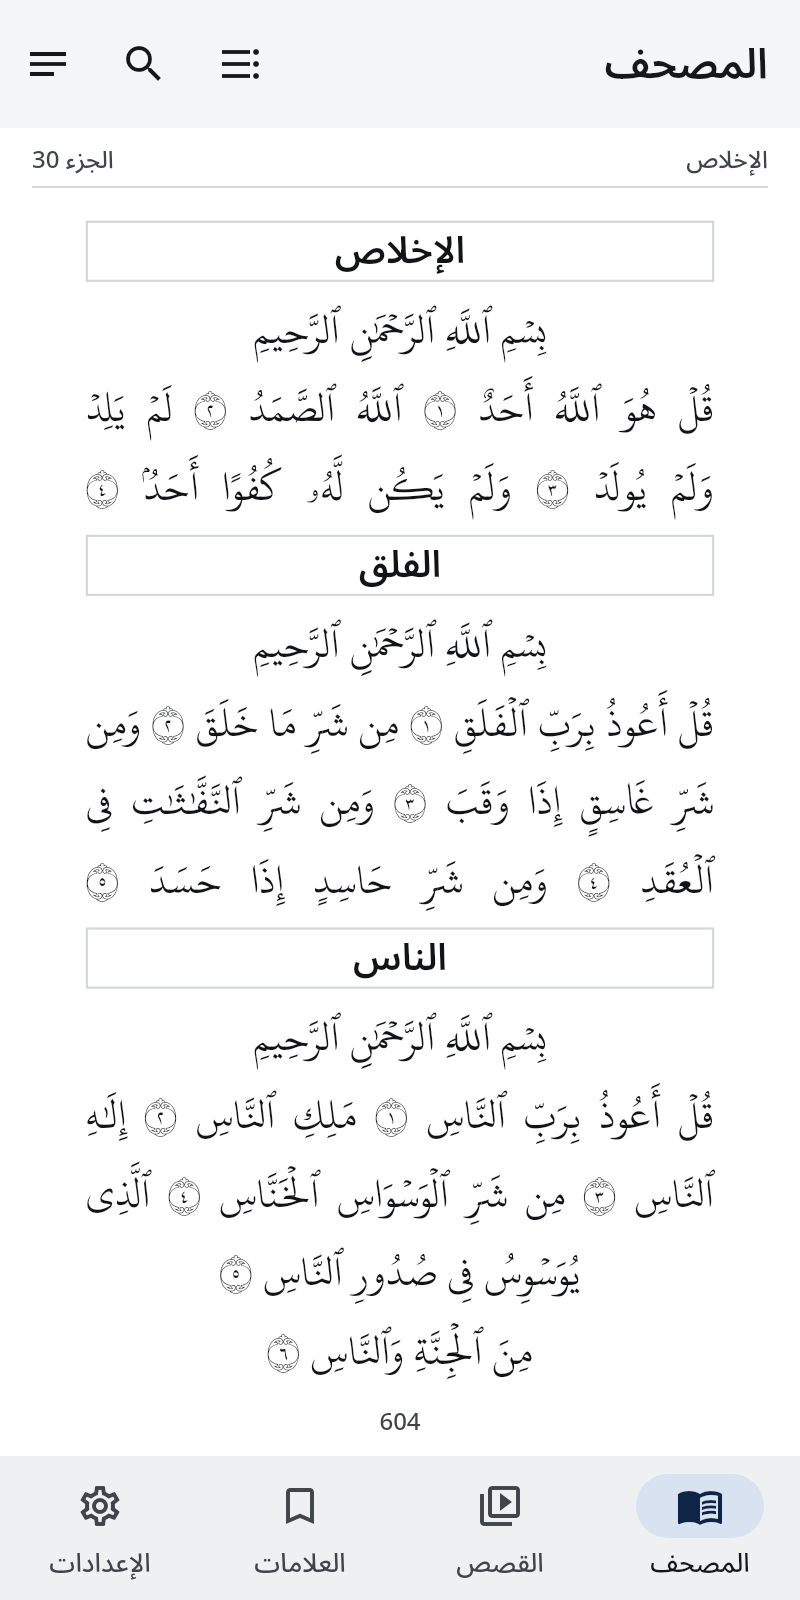 المصحف
الإخلاص
الجزء 30
الإخلاص
بِسۡمِ ٱللَّهِ ٱلرَّحۡمَٰنِ ٱلرَّحِيمِ
قُلۡ هُوَ ٱللَّهُ أَحَدٌ ١ ٱللَّهُ ٱلصَّمَدُ ٢ لَمۡ يَلِدۡ
وَلَمۡ يُولَدۡ ٣ وَلَمۡ يَكُن لَّهُۥ كُفُوًا أَحَدُۢ ٤
الفلق
بِسۡمِ ٱللَّهِ ٱلرَّحۡمَٰنِ ٱلرَّحِيمِ
قُلۡ أَعُوذُ بِرَبِّ ٱلۡفَلَقِ ١ مِن شَرِّ مَا خَلَقَ ٢ وَمِن
شَرِّ غَاسِقٍ إِذَا وَقَبَ ٣ وَمِن شَرِّ ٱلنَّفَّٰثَٰتِ فِي
ٱلۡعُقَدِ ٤ وَمِن شَرِّ حَاسِدٍ إِذَا حَسَدَ ٥
الناس
بِسۡمِ ٱللَّهِ ٱلرَّحۡمَٰنِ ٱلرَّحِيمِ
قُلۡ أَعُوذُ بِرَبِّ ٱلنَّاسِ ١ مَلِكِ ٱلنَّاسِ ٢ إِلَٰهِ
ٱلنَّاسِ ٣ مِن شَرِّ ٱلۡوَسۡوَاسِ ٱلۡخَنَّاسِ ٤ ٱلَّذِي
يُوَسۡوِسُ فِي صُدُورِ ٱلنَّاسِ ٥
مِنَ ٱلۡجِنَّةِ وَٱلنَّاسِ ٦
604
المصحف
القصص
العلامات
الإعدادات